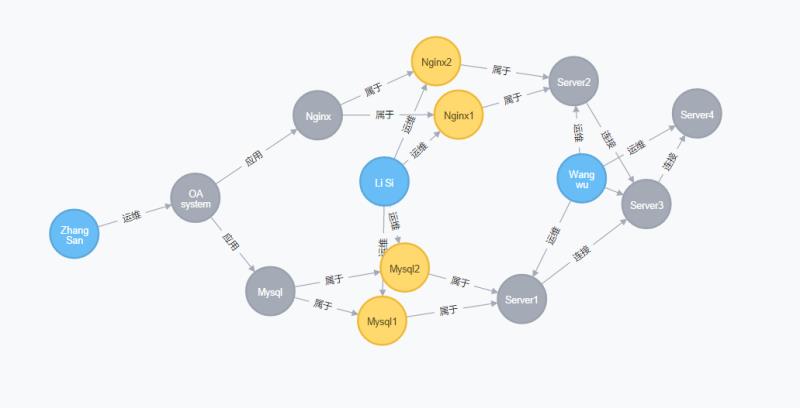 Nginx2
属于
Server2
属于
Nginx
属于
Nginx1
属于
Server4
运维
运维
连接
运维
应用
运维
连接
Li Si
Wang
wu
OA
system
Server3
运维
Zhang
San
运维
应用
运维
运维
连接
Mysql2
属于
属于
Mysql
属于
Server1
Mysql1
属于